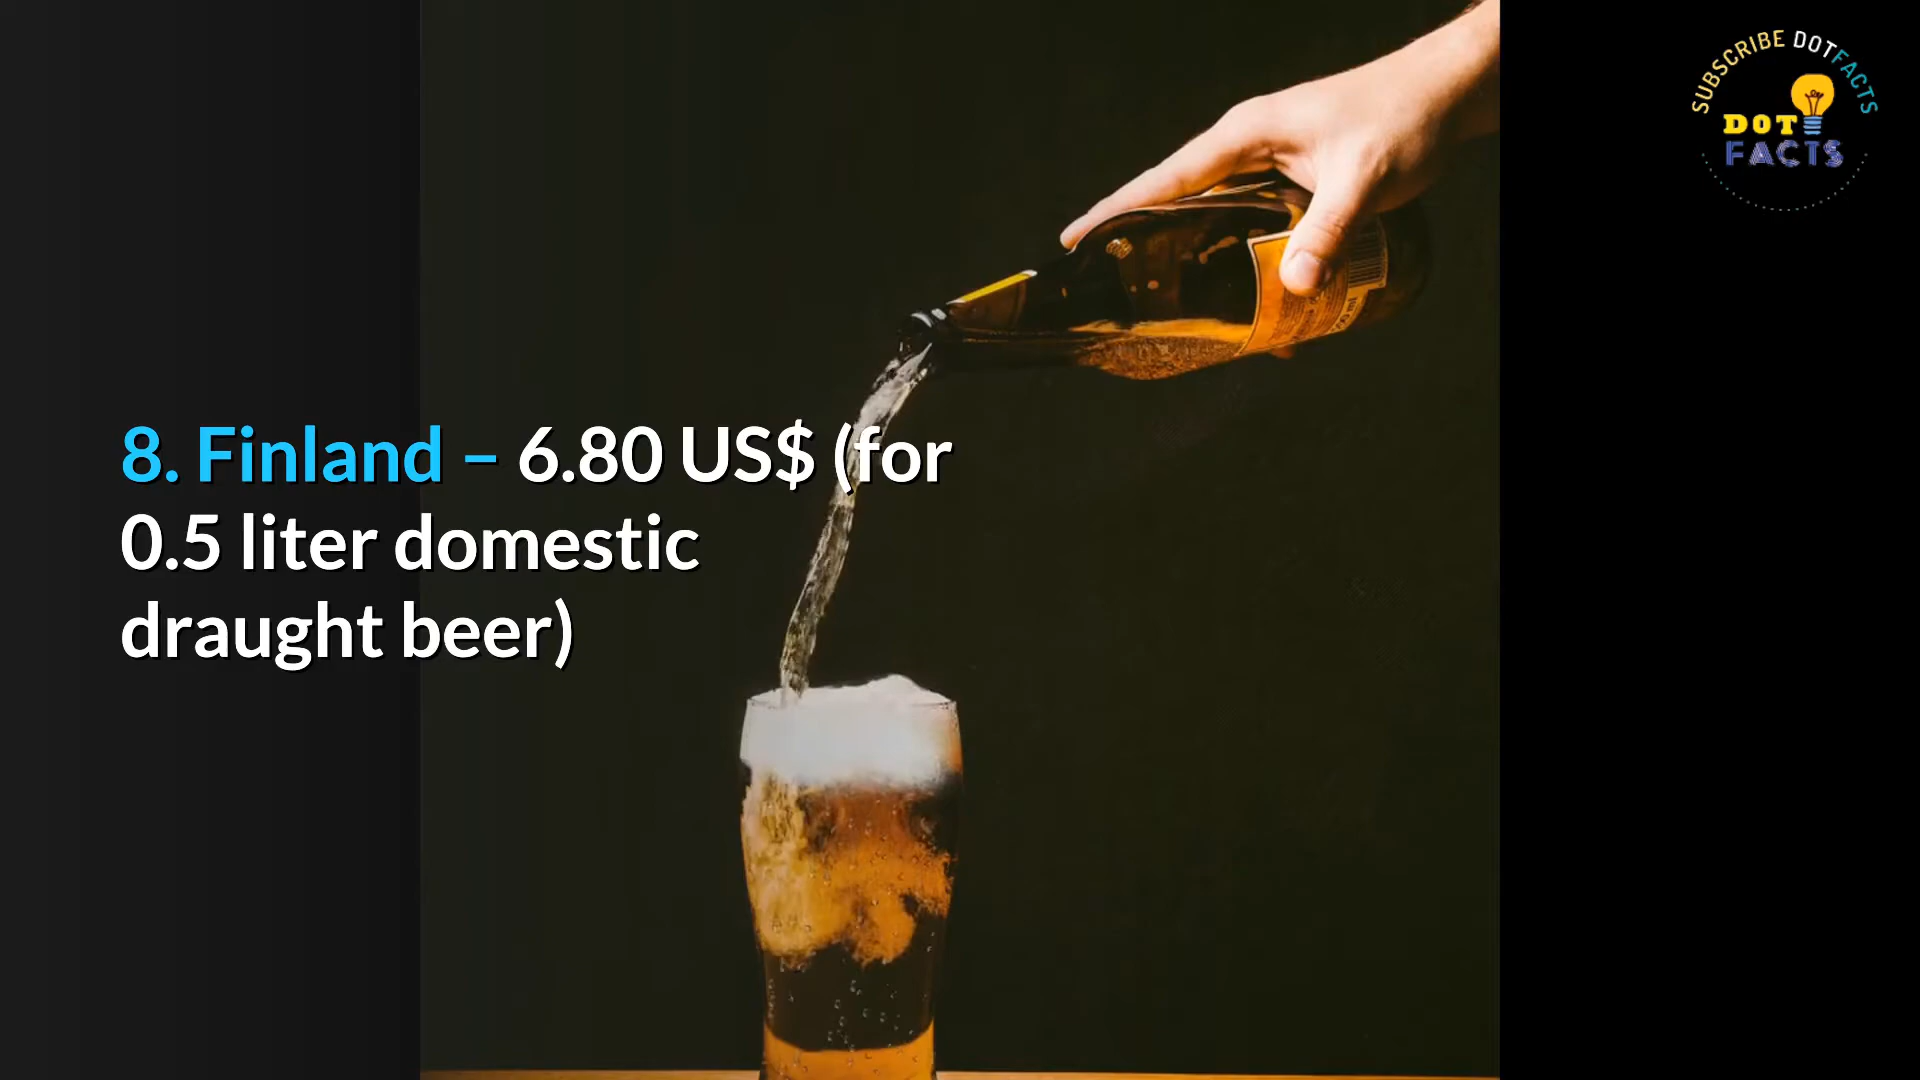 SUBSCRIBE DOTFACTS
DOT
FACTS
8. Finland – 6.80 US$ (for
0.5 liter domestic
draught beer)